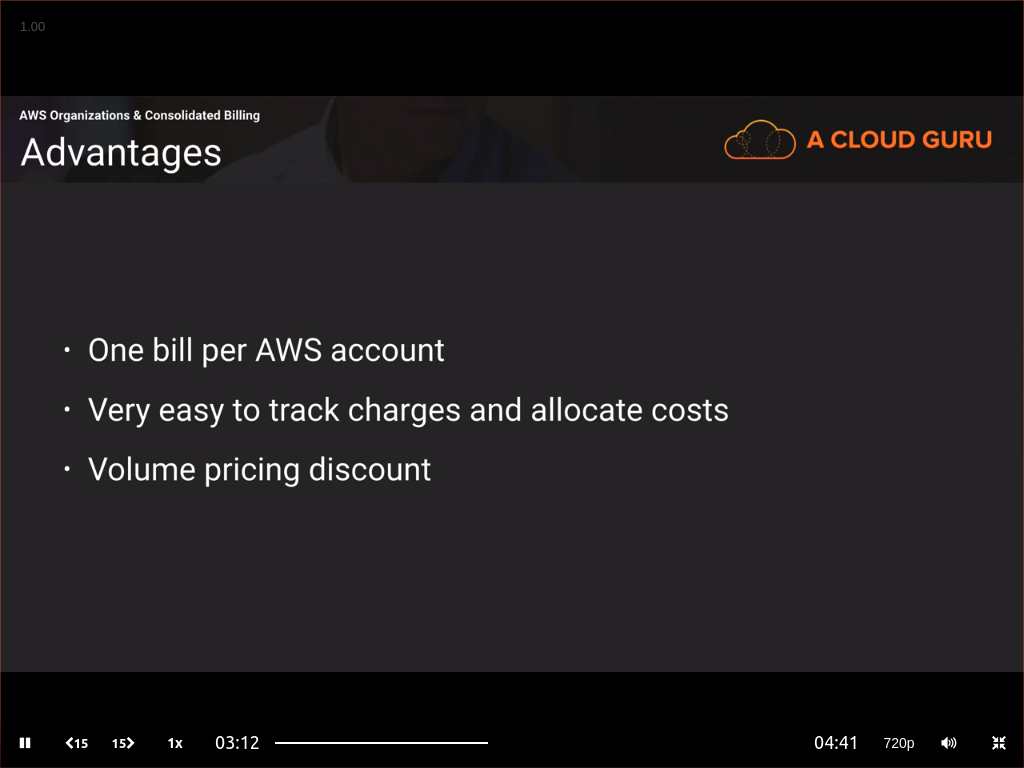 1.00
AWS Organizations & Consolidated Billing
Advantages
A CLOUD GURU
• One bill per AWS account
• Very easy to track charges and allocate costs
• Volume pricing discount
15 15 1x 03:12 04:41 720p